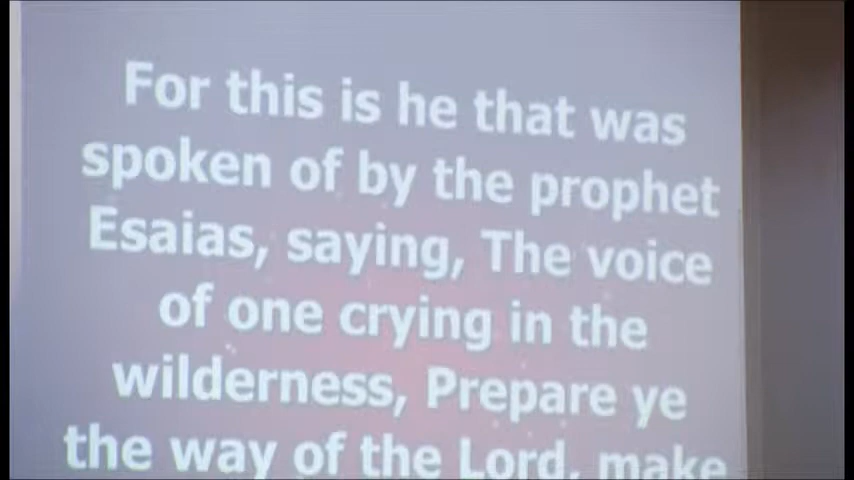 For this is he that was
spoken of by the prophet
Esaias, saying, The voice
of one crying in the
wilderness, Prepare ye
the way of the Lord, make